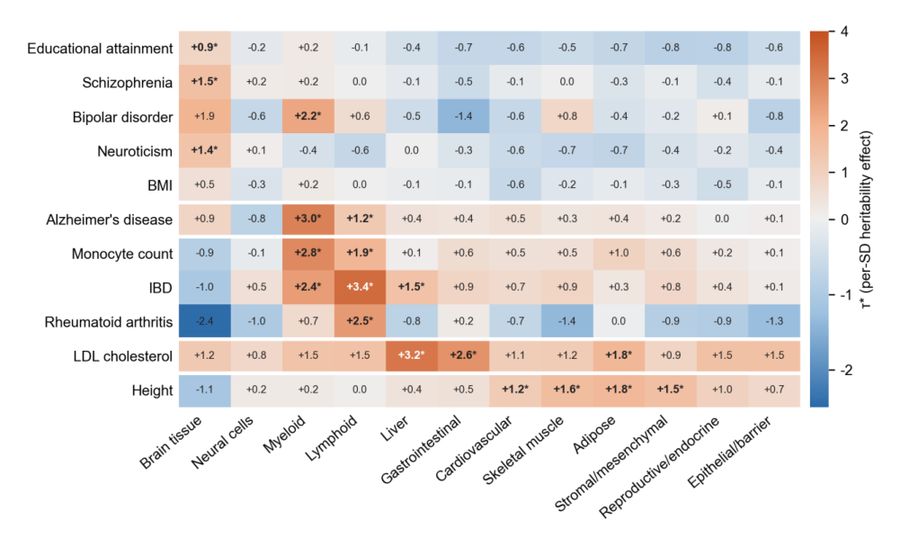 Educational attainment +0.9* -0.2 +0.2 -0.1 -0.4 -0.7 -0.6 -0.5 -0.7 -0.8 -0.8 -0.6
Schizophrenia +1.5* +0.2 +0.2 0.0 -0.1 -0.5 -0.1 0.0 -0.3 -0.1 -0.4 -0.1
Bipolar disorder +1.9 -0.6 +2.2* +0.6 -0.5 -1.4 -0.6 +0.8 -0.4 -0.2 +0.1 -0.8
Neuroticism +1.4* +0.1 -0.4 -0.6 0.0 -0.3 -0.6 -0.7 -0.7 -0.4 -0.2 -0.4
BMI +0.5 -0.3 +0.2 0.0 -0.1 -0.1 -0.6 -0.2 -0.1 -0.3 -0.5 -0.1
Alzheimer's disease +0.9 -0.8 +3.0* +1.2* +0.4 +0.4 +0.5 +0.3 +0.4 +0.2 0.0 +0.1
Monocyte count -0.9 -0.1 +2.8* +1.9* +0.1 +0.6 +0.5 +0.5 +1.0 +0.6 +0.2 +0.1
IBD -1.0 +0.5 +2.4* +3.4* +1.5* +0.9 +0.7 +0.9 +0.3 +0.8 +0.4 +0.1
Rheumatoid arthritis -2.4 -1.0 +0.7 +2.5* -0.8 +0.2 -0.7 -1.4 0.0 -0.9 -0.9 -1.3
LDL cholesterol +1.2 +0.8 +1.5 +1.5 +3.2* +2.6* +1.1 +1.2 +1.8* +0.9 +1.5 +1.5
Height -1.1 +0.2 +0.2 0.0 +0.4 +0.5 +1.2* +1.6* +1.8* +1.5* +1.0 +0.7
Brain tissue
Neural cells
Myeloid
Lymphoid
Liver
Gastrointestinal
Cardiovascular
Skeletal muscle
Adipose
Stromal/mesenchymal
Reproductive/endocrine
Epithelial/barrier
4
3
2
1
0
-1
-2
τ* (per-SD heritability effect)